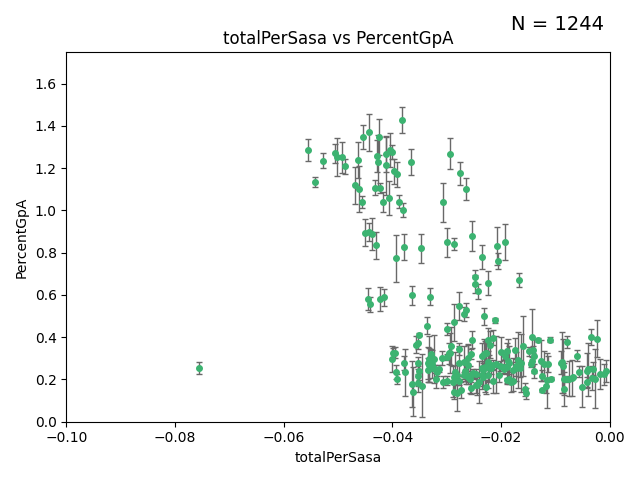 N = 1244
totalPerSasa vs PercentGpA
PercentGpA
1.6
1.4
1.2
1.0
0.8
0.6
0.4
0.2
0.0
−0.10 −0.08 −0.06 −0.04 −0.02 0.00
totalPerSasa